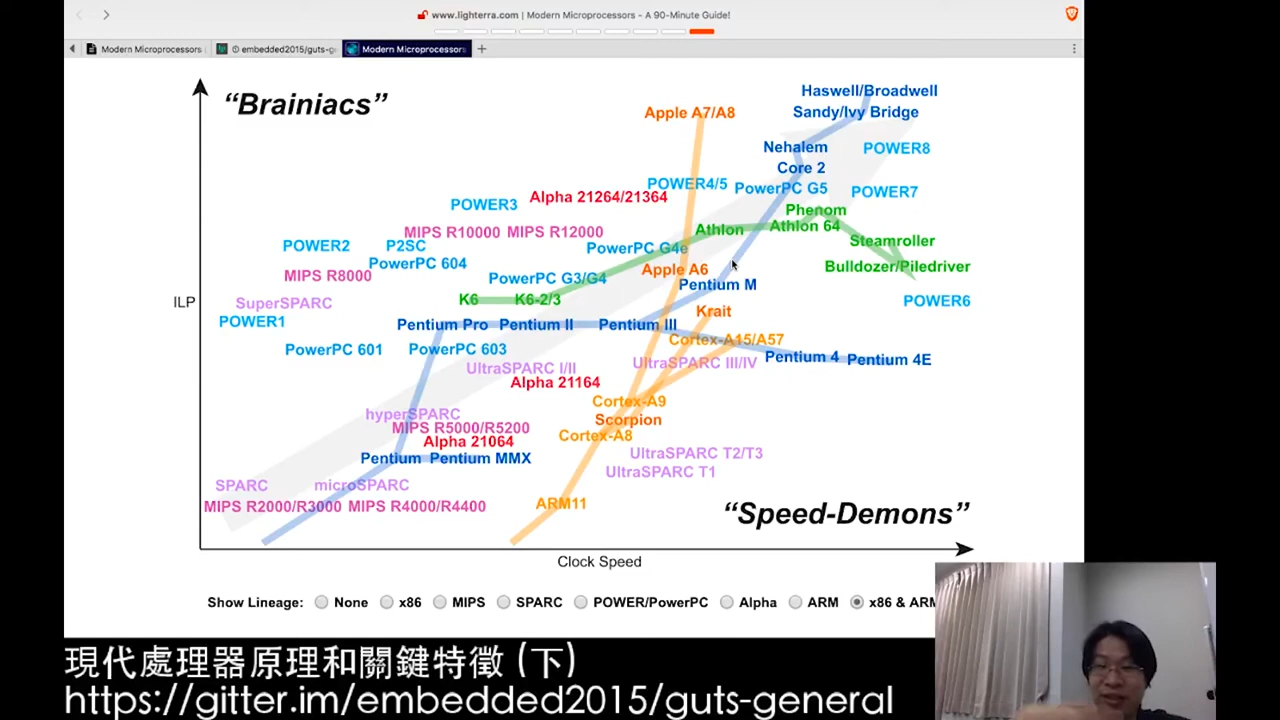 www.lighterra.com | Modern Microprocessors - A 90-Minute Guide!
Modern Microprocessors
embedded2015/guts-g
Modern Microprocessors
“Brainiacs”
Haswell/Broadwell
Apple A7/A8
Sandy/Ivy Bridge
Nehalem
POWER8
Core 2
POWER4/5
PowerPC G5
POWER7
Alpha 21264/21364
POWER3
Phenom
Athlon 64
MIPS R10000
MIPS R12000
Athlon
POWER2
P2SC
PowerPC G4e
Steamroller
PowerPC 604
Apple A6
Bulldozer/Piledriver
MIPS R8000
PowerPC G3/G4
Pentium M
ILP
SuperSPARC
K6
K6-2/3
POWER6
Krait
POWER1
Pentium Pro
Pentium II
Pentium III
Cortex-A15/A57
PowerPC 601
PowerPC 603
Pentium 4
Pentium 4E
UltraSPARC I/II
UltraSPARC III/IV
Alpha 21164
Cortex-A9
hyperSPARC
Scorpion
MIPS R5000/R5200
Cortex-A8
Alpha 21064
Pentium
Pentium MMX
UltraSPARC T2/T3
UltraSPARC T1
SPARC
microSPARC
MIPS R2000/R3000
MIPS R4000/R4400
ARM11
“Speed-Demons”
Clock Speed
Show Lineage: None x86 MIPS SPARC POWER/PowerPC Alpha ARM x86 & ARM
現代處理器原理和關鍵特徵 (下)
https://gitter.im/embedded2015/guts-general